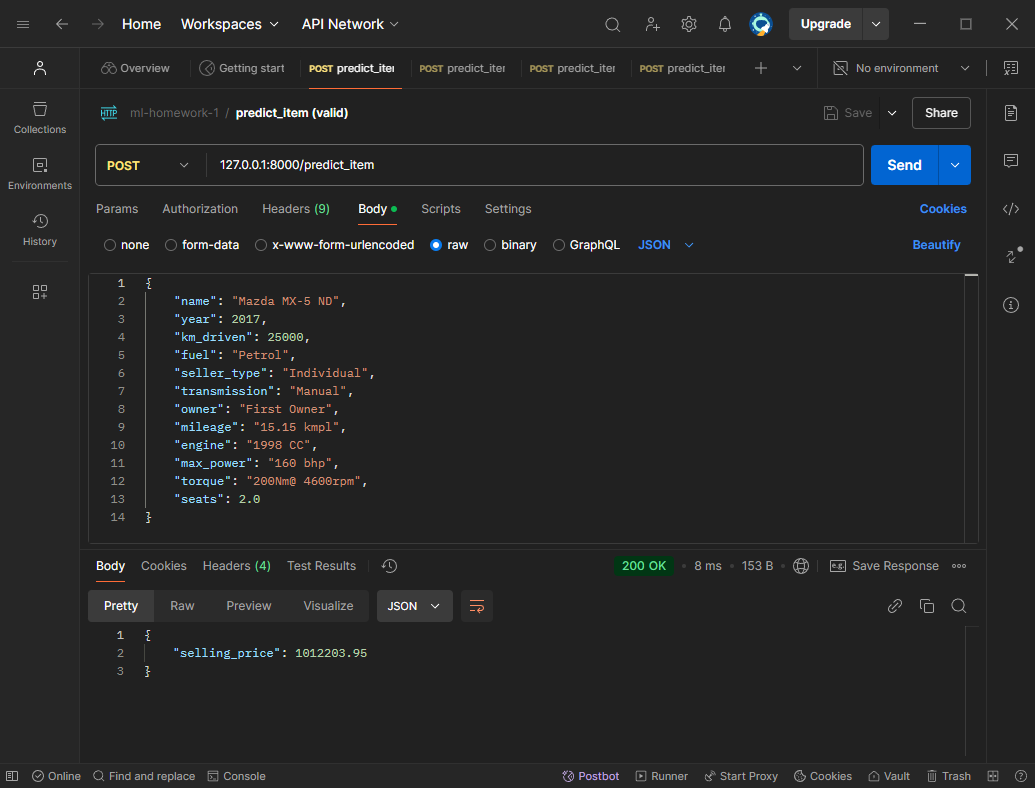 Home Workspaces API Network Upgrade
Overview Getting start POST predict_iter POST predict_iter POST predict_iter POST predict_iter No environment
HTTP ml-homework-1 / predict_item (valid) Save Share
Collections
Environments
History
POST 127.0.0.1:8000/predict_item Send
Params Authorization Headers (9) Body Scripts Settings Cookies
none form-data x-www-form-urlencoded raw binary GraphQL JSON Beautify
1 {
2 "name": "Mazda MX-5 ND",
3 "year": 2017,
4 "km_driven": 25000,
5 "fuel": "Petrol",
6 "seller_type": "Individual",
7 "transmission": "Manual",
8 "owner": "First Owner",
9 "mileage": "15.15 kmpl",
10 "engine": "1998 CC",
11 "max_power": "160 bhp",
12 "torque": "200Nm@ 4600rpm",
13 "seats": 2.0
14 }
Body Cookies Headers (4) Test Results 200 OK • 8 ms • 153 B • e.g. Save Response
Pretty Raw Preview Visualize JSON
1 {
2 "selling_price": 1012203.95
3 }
Online Find and replace Console Postbot Runner Start Proxy Cookies Vault Trash